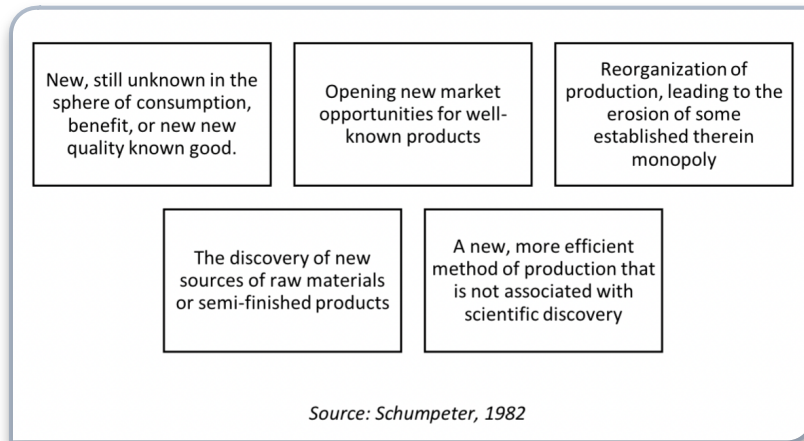 New, still unknown in the
sphere of consumption,
benefit, or new new
quality known good.
Opening new market
opportunities for well-
known products
Reorganization of
production, leading to the
erosion of some
established therein
monopoly
The discovery of new
sources of raw materials
or semi-finished products
A new, more efficient
method of production that
is not associated with
scientific discovery
Source: Schumpeter, 1982